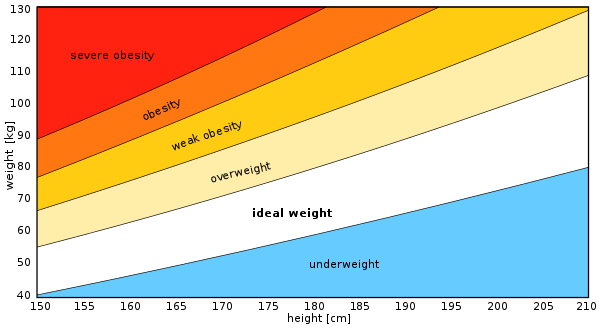 130
120
110
100
90
80
70
60
50
40
weight [kg]
severe obesity
obesity
weak obesity
overweight
ideal weight
underweight
150 155 160 165 170 175 180 185 190 195 200 205 210
height [cm]